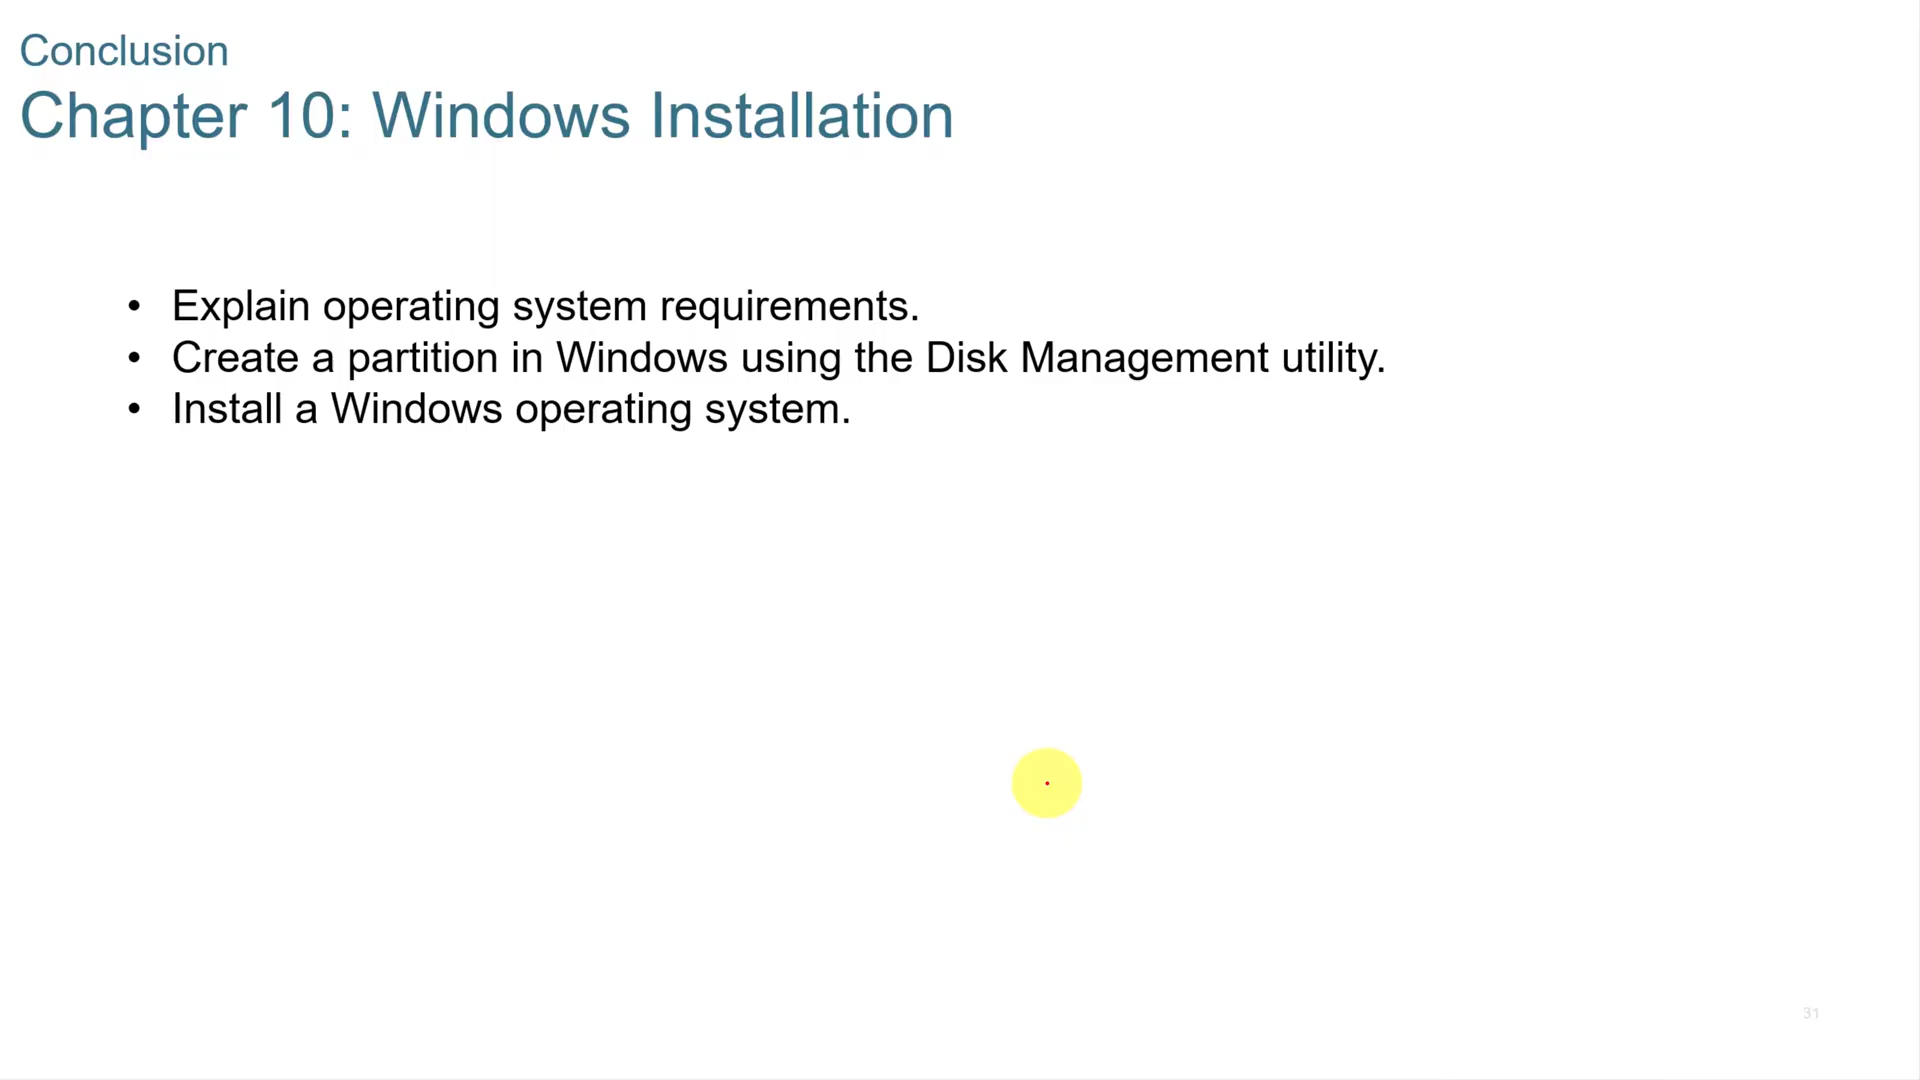 Conclusion
Chapter 10: Windows Installation
• Explain operating system requirements.
• Create a partition in Windows using the Disk Management utility.
• Install a Windows operating system.
31